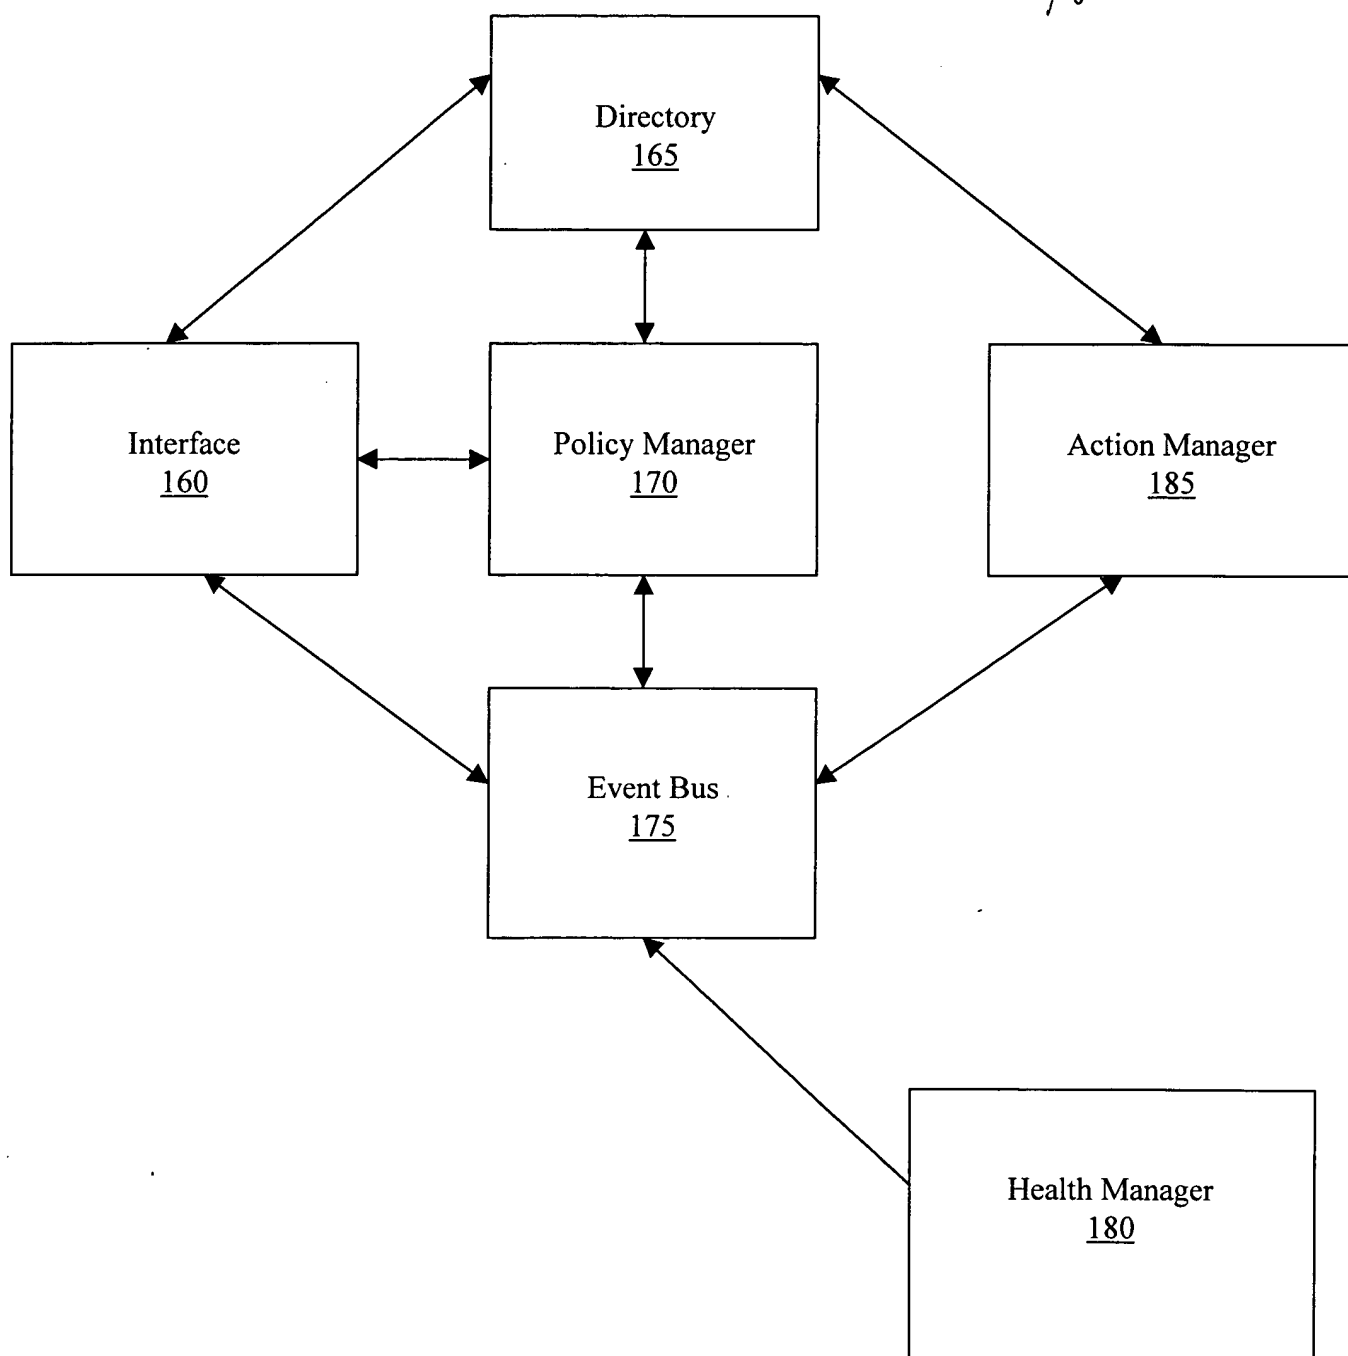 Directory
165
Interface
160
Policy Manager
170
Action Manager
185
Event Bus
175
Health Manager
180